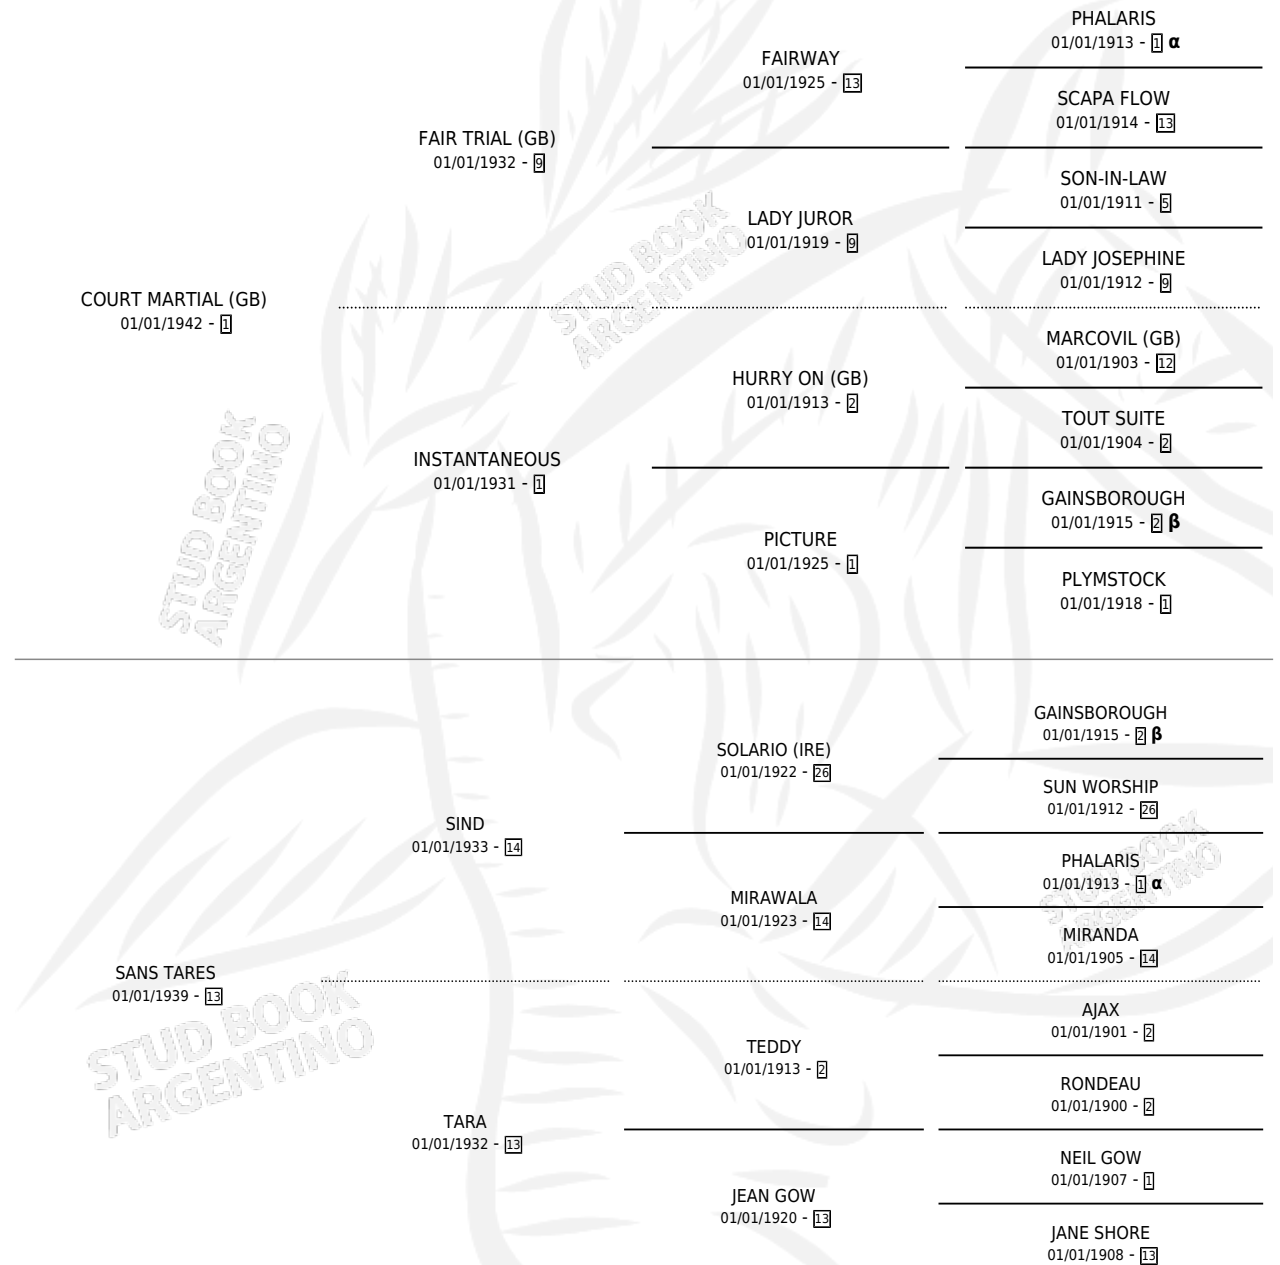 PHALARIS
01/01/1913 - 1 α
FAIRWAY
01/01/1925 - 13
SCAPA FLOW
01/01/1914 - 13
FAIR TRIAL (GB)
01/01/1932 - 9
SON-IN-LAW
01/01/1911 - 5
LADY JUROR
01/01/1919 - 9
LADY JOSEPHINE
01/01/1912 - 9
COURT MARTIAL (GB)
01/01/1942 - 1
MARCOVIL (GB)
01/01/1903 - 12
HURRY ON (GB)
01/01/1913 - 2
TOUT SUITE
01/01/1904 - 2
INSTANTANEOUS
01/01/1931 - 1
GAINSBOROUGH
01/01/1915 - 2 β
PICTURE
01/01/1925 - 1
PLYMSTOCK
01/01/1918 - 1
STUD BOOK
ARGENTINO
STUD BOOK
ARGENTINO
GAINSBOROUGH
01/01/1915 - 2 β
SOLARIO (IRE)
01/01/1922 - 26
SUN WORSHIP
01/01/1912 - 26
SIND
01/01/1933 - 14
PHALARIS
01/01/1913 - 1 α
MIRAWALA
01/01/1923 - 14
MIRANDA
01/01/1905 - 14
SANS TARES
01/01/1939 - 13
AJAX
01/01/1901 - 2
TEDDY
01/01/1913 - 2
RONDEAU
01/01/1900 - 2
TARA
01/01/1932 - 13
NEIL GOW
01/01/1907 - 1
JEAN GOW
01/01/1920 - 13
JANE SHORE
01/01/1908 - 13
STUD BOOK
ARGENTINO
STUD BOOK
ARGENTINO